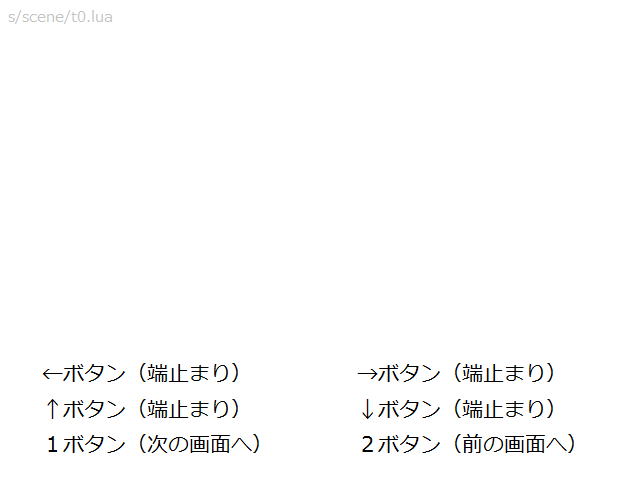 s/scene/t0.lua
←ボタン（端止まり） →ボタン（端止まり）
↑ボタン（端止まり） ↓ボタン（端止まり）
１ボタン（次の画面へ） ２ボタン（前の画面へ）